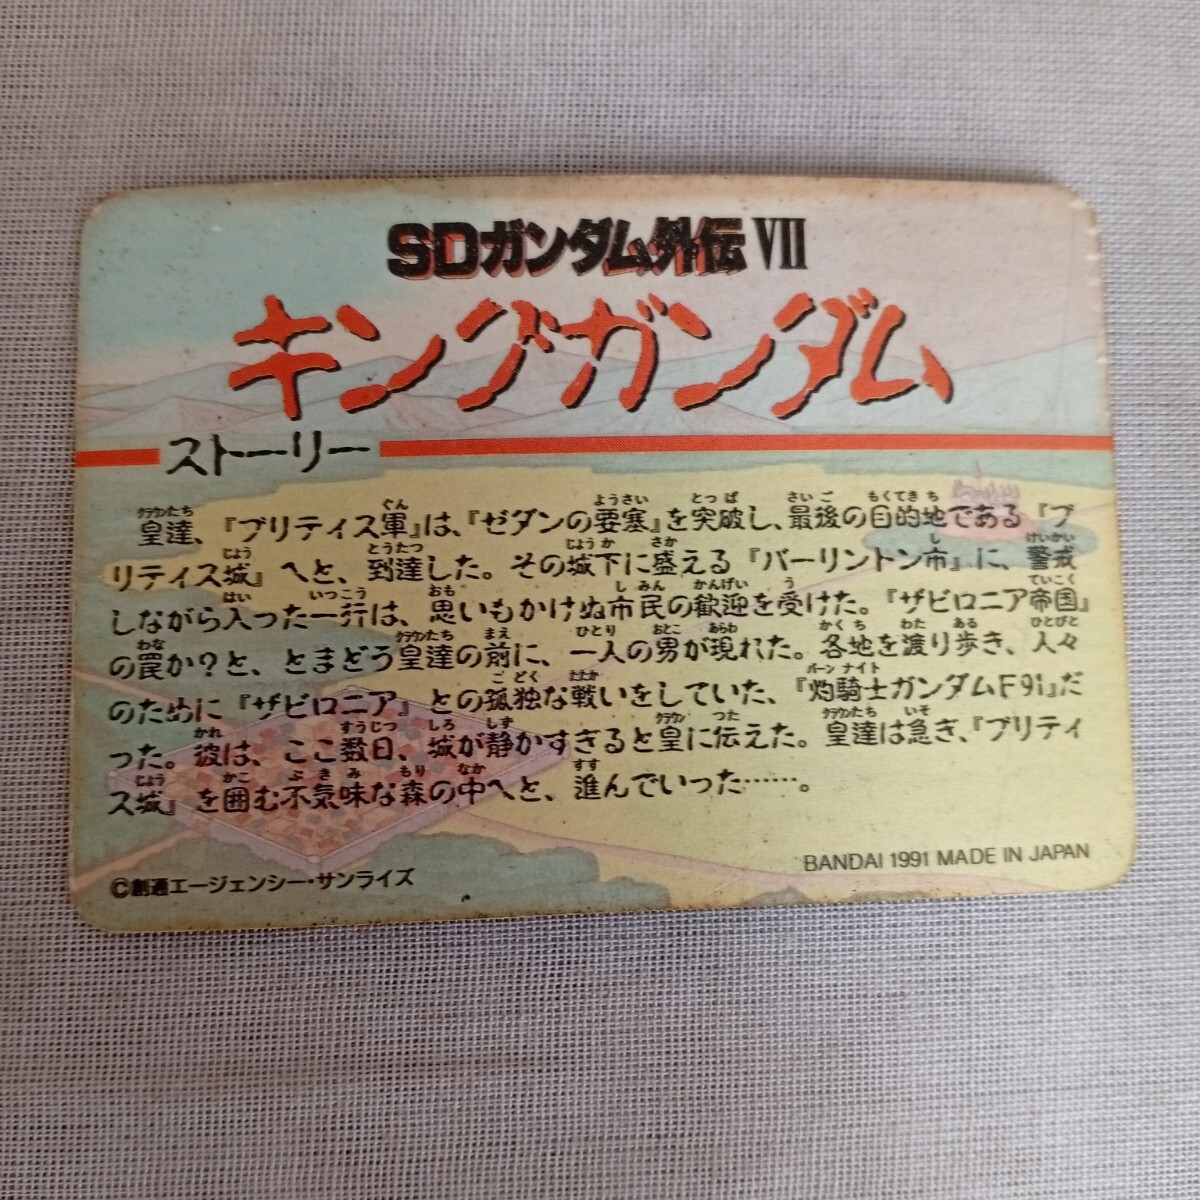 SDガンダム外伝 VII
キングガンダム
ストーリー
皇達、『ブリティス軍』は、『ゼダンの要塞』を突破し、最後の目的地である『ブ
リティス城』へと、到達した。その城下に盛える『バーリントン市』に、警戒
しながら入った一行は、思いもかけぬ市民の歓迎を受けた。『ザビロニア帝国』
の罠か?と、とまどう皇達の前に、一人の男が現れた。各地を渡り歩き、人々
のために『ザビロニア』との孤独な戦いをしていた、『灼騎士ガンダムF9i』だ
った。彼は、ここ数日、城が静かすぎると皇に伝えた。皇達は急ぎ、『ブリティ
ス城』を囲む不気味な森の中へと、進んでいった……。
©創通エージェンシー・サンライズ
BANDAI 1991 MADE IN JAPAN